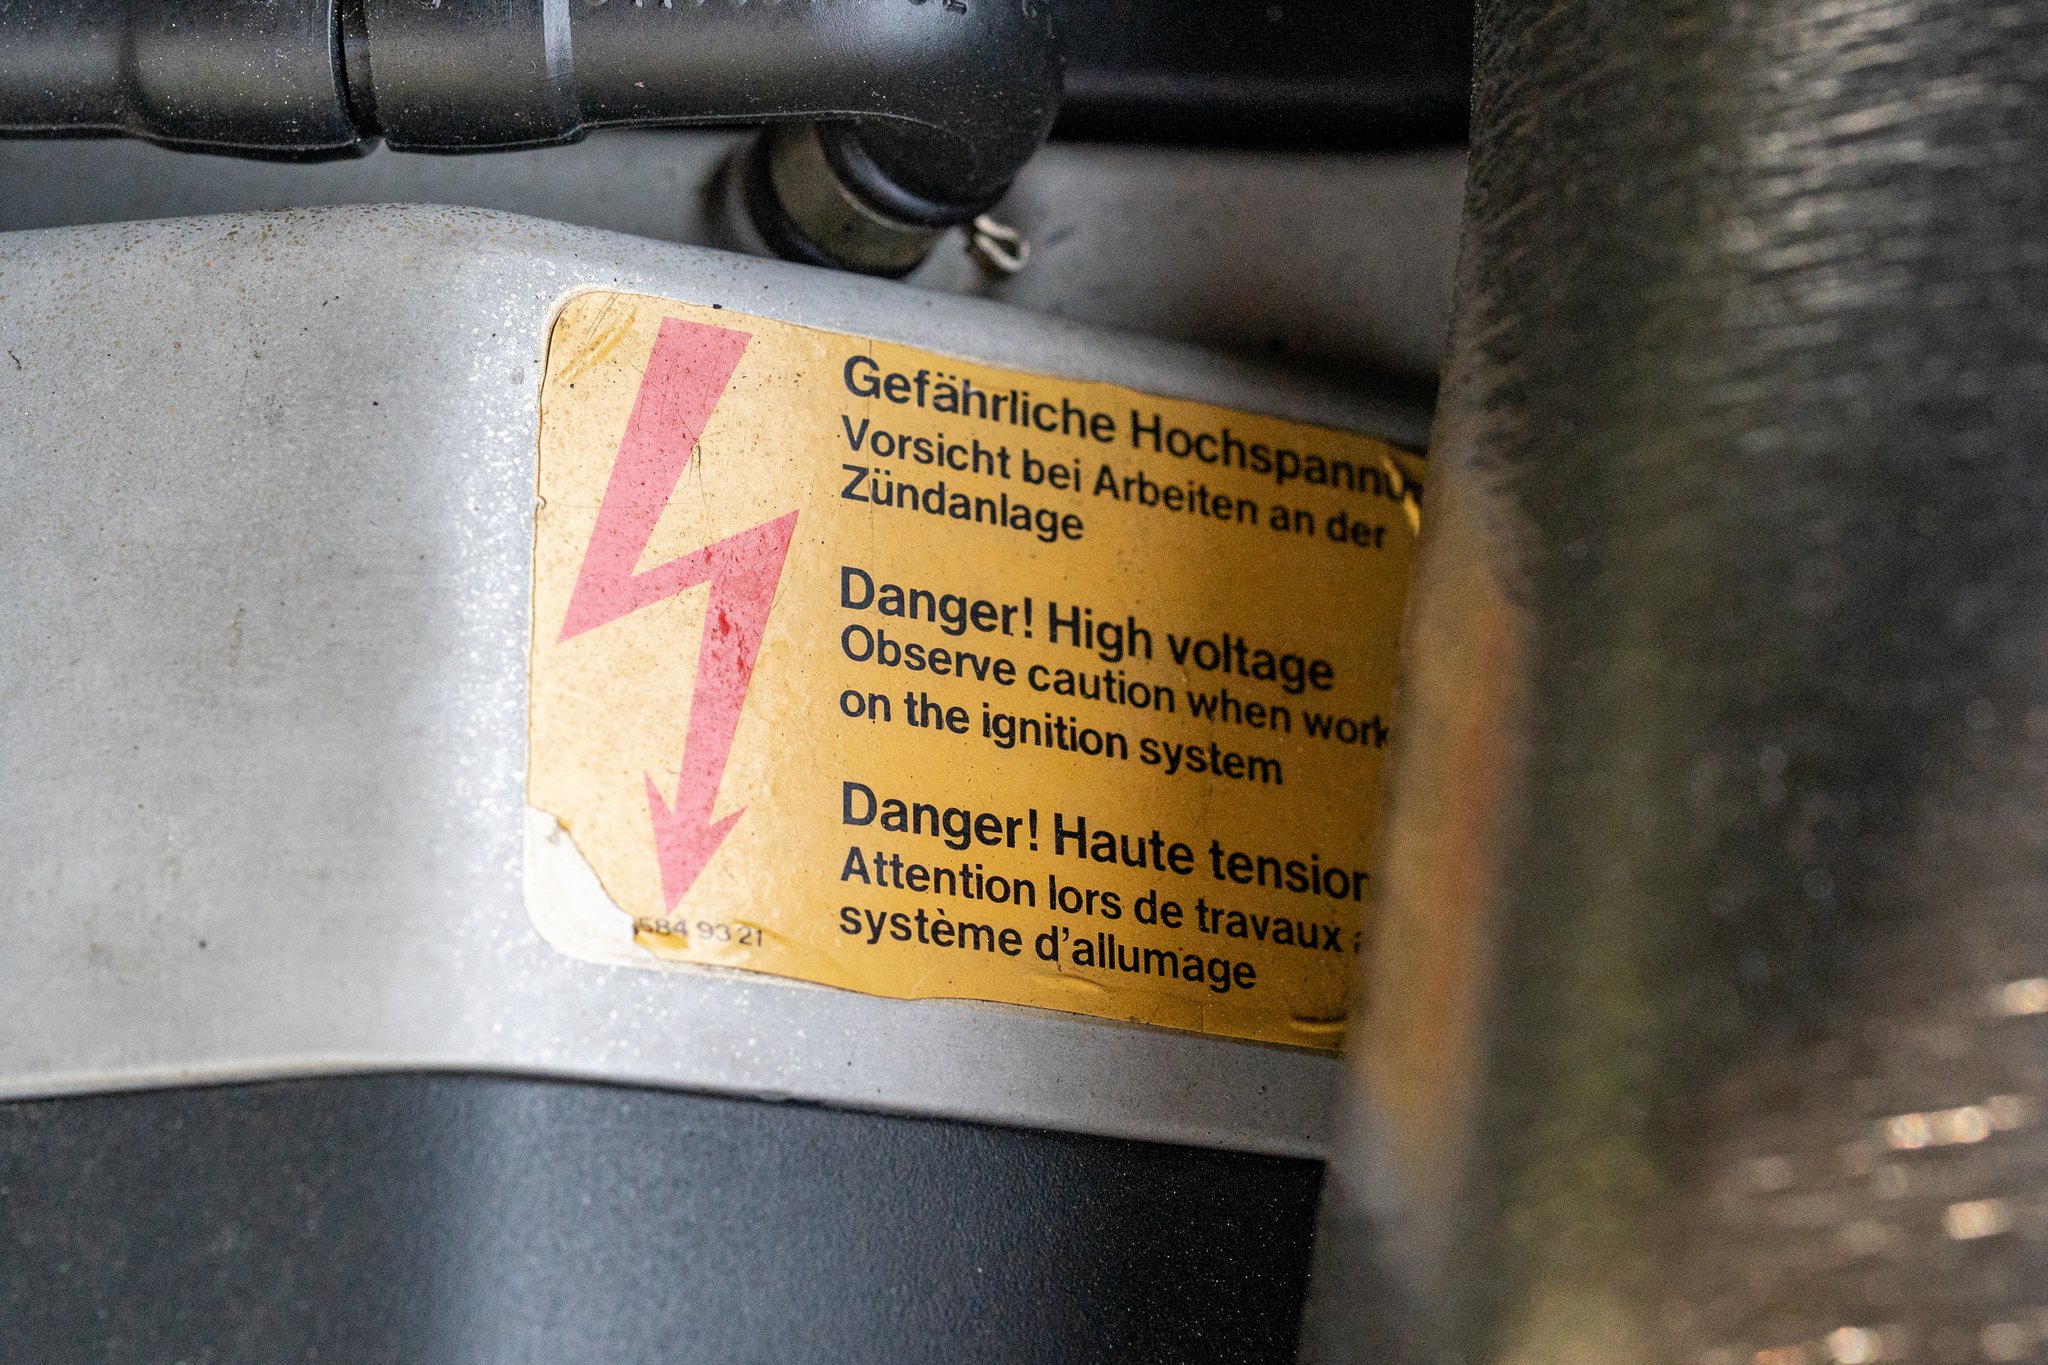 Gefährliche Hochspannu
Vorsicht bei Arbeiten an der
Zündanlage
Danger! High voltage
Observe caution when work
on the ignition system
Danger! Haute tension
Attention lors de travaux
système d'allumage
584 93 21